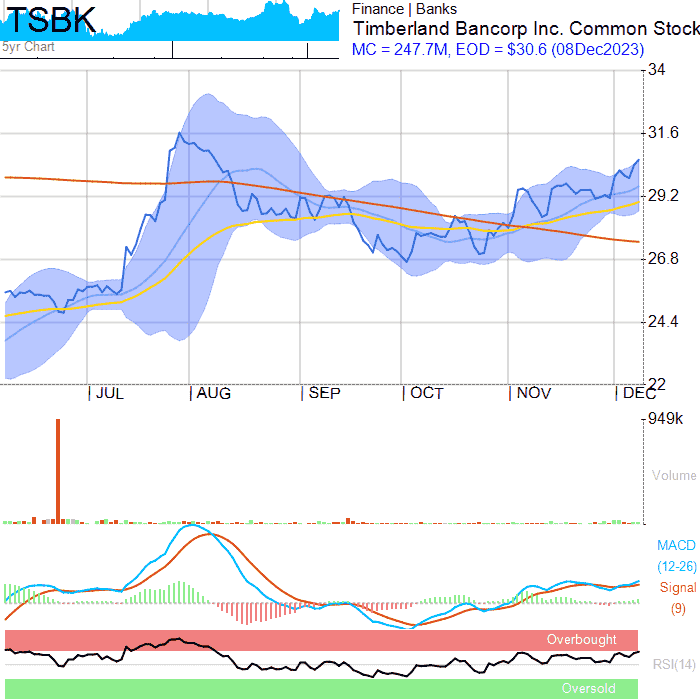 TSBK
5yr Chart
Finance | Banks
Timberland Bancorp Inc. Common Stock
MC = 247.7M, EOD = $30.6 (08Dec2023)
34
31.6
29.2
26.8
24.4
22
JUL AUG SEP OCT NOV DEC
949k
Volume
MACD
(12-26)
Signal
(9)
Overbought
RSI(14)
Oversold